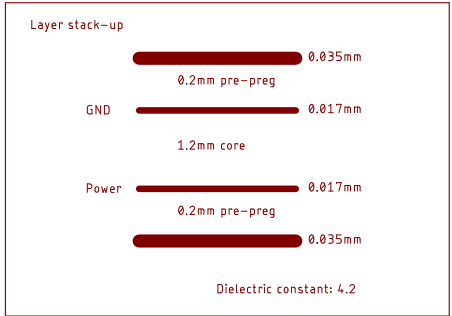 Layer stack-up
0.035mm
0.2mm pre-preg
GND 0.017mm
1.2mm core
Power 0.017mm
0.2mm pre-preg
0.035mm
Dielectric constant: 4.2